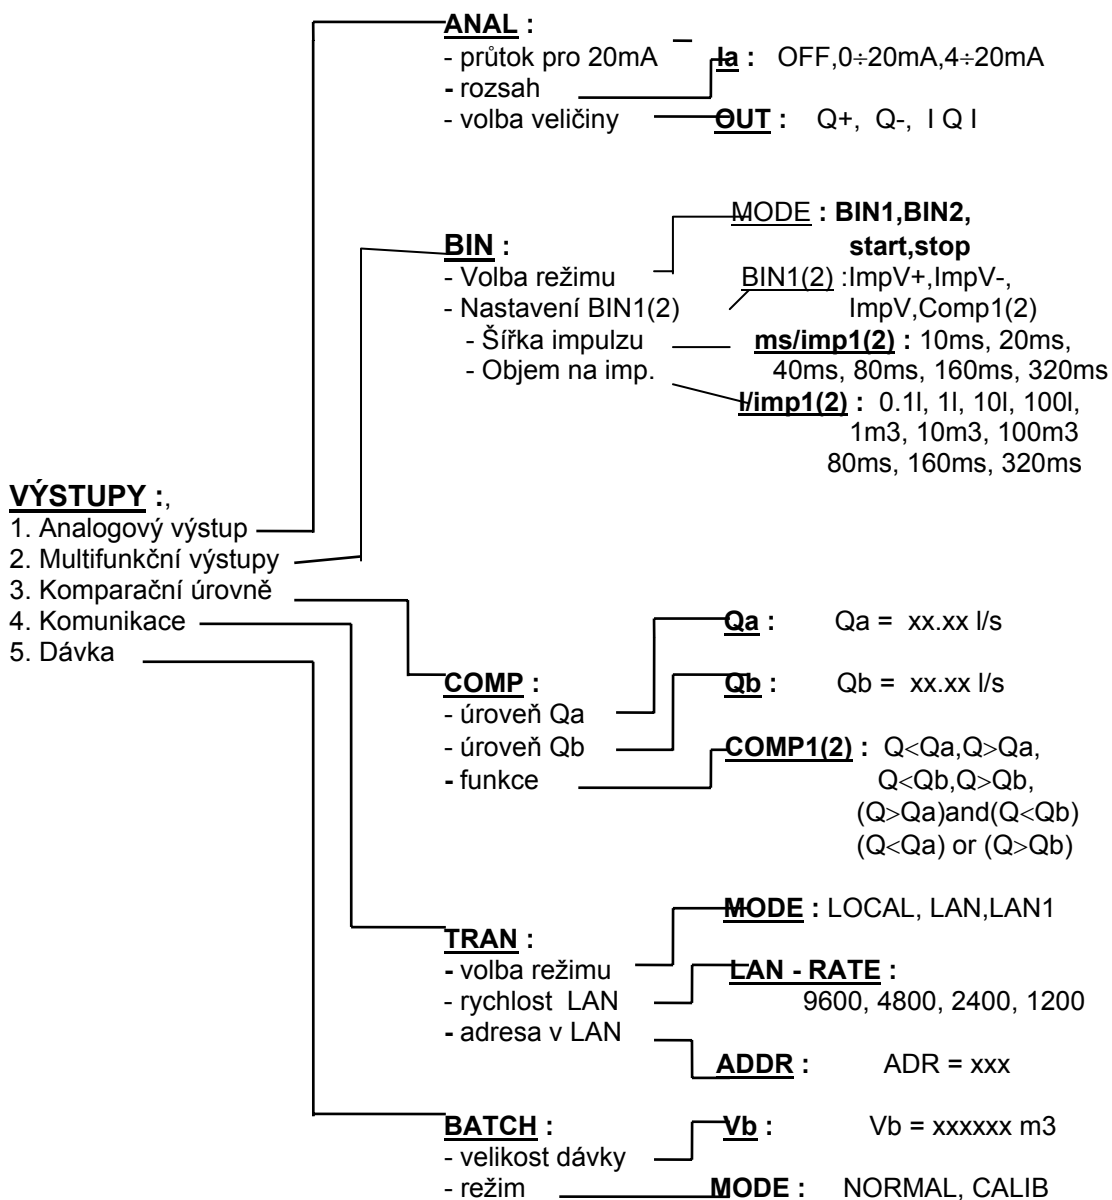 ANAL :
- průtok pro 20mA
- rozsah
- volba veličiny
Ia : OFF,0÷20mA,4÷20mA
OUT : Q+, Q-, I Q I
BIN :
- Volba režimu
- Nastavení BIN1(2)
- Šířka impulzu
- Objem na imp.
MODE : BIN1,BIN2,
start,stop
BIN1(2) :ImpV+,ImpV-,
ImpV,Comp1(2)
ms/imp1(2) : 10ms, 20ms,
40ms, 80ms, 160ms, 320ms
l/imp1(2) : 0.1l, 1l, 10l, 100l,
1m3, 10m3, 100m3
80ms, 160ms, 320ms
VÝSTUPY :,
1. Analogový výstup
2. Multifunkční výstupy
3. Komparační úrovně
4. Komunikace
5. Dávka
COMP :
- úroveň Qa
- úroveň Qb
- funkce
Qa : Qa = xx.xx l/s
Qb : Qb = xx.xx l/s
COMP1(2) : Q<Qa,Q>Qa,
Q<Qb,Q>Qb,
(Q>Qa)and(Q<Qb)
(Q<Qa) or (Q>Qb)
TRAN :
- volba režimu
- rychlost LAN
- adresa v LAN
MODE : LOCAL, LAN,LAN1
LAN - RATE :
9600, 4800, 2400, 1200
ADDR : ADR = xxx
BATCH :
- velikost dávky
- režim
Vb : Vb = xxxxxx m3
MODE : NORMAL, CALIB